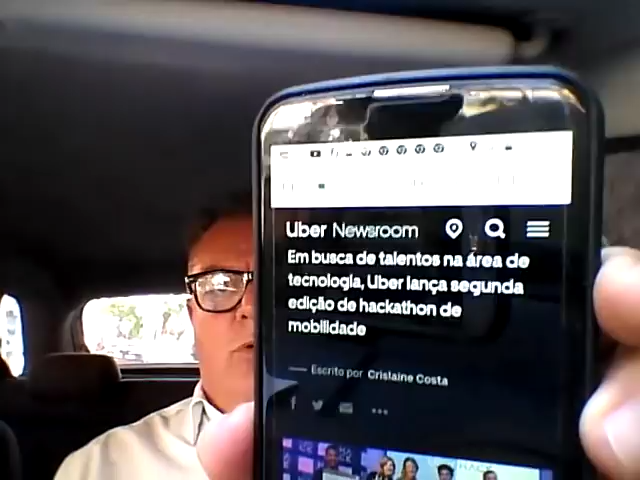 Uber Newsroom
Em busca de talentos na área de
tecnologia, Uber lança segunda
edição de hackathon de
mobilidade
Escrito por Crislaine Costa